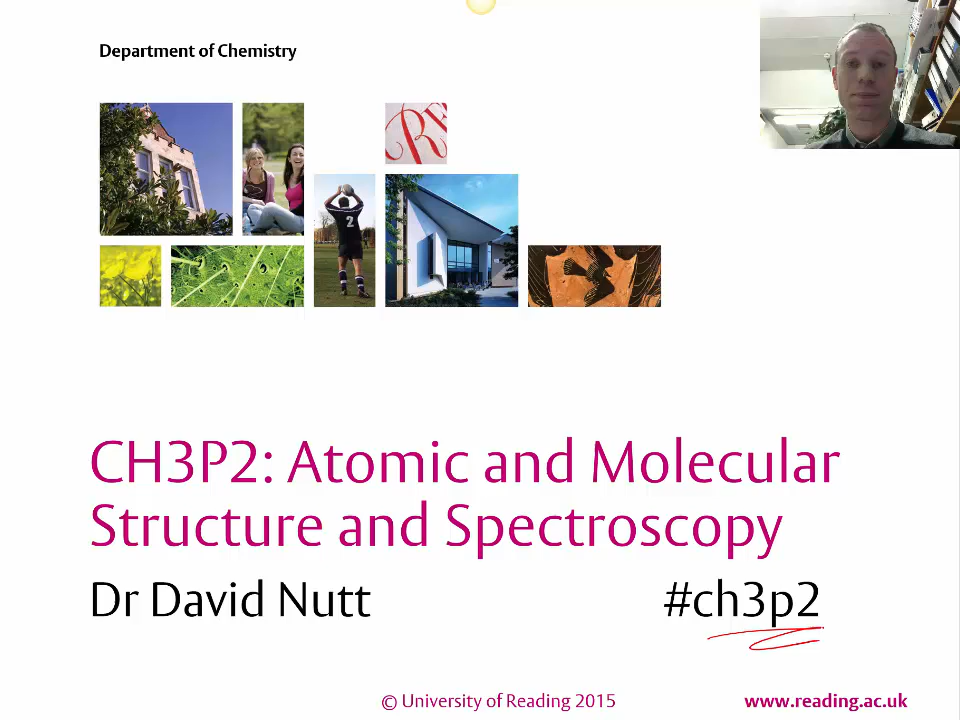 Department of Chemistry
2
CH3P2: Atomic and Molecular
Structure and Spectroscopy
Dr David Nutt
#ch3p2
© University of Reading 2015
www.reading.ac.uk